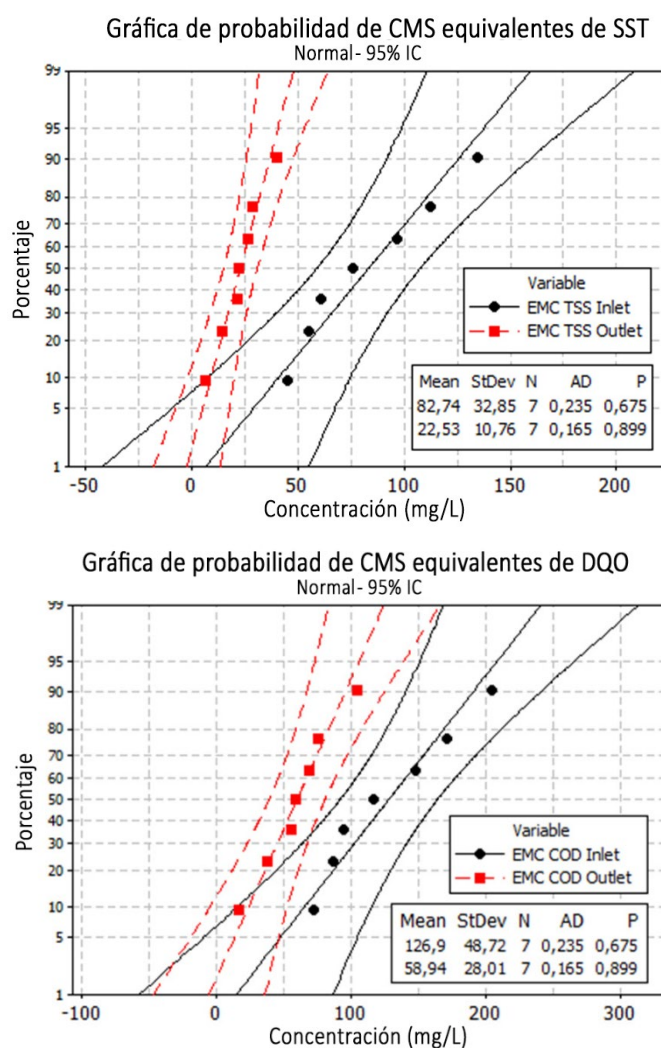 Gráfica de probabilidad de CMS equivalentes de SST
Normal - 95% IC
99
95
90
80
70
60
50
40
30
20
10
5
1
Porcentaje
Variable
EMC TSS Inlet
EMC TSS Outlet
Mean StDev N AD P
82,74 32,85 7 0,235 0,675
22,53 10,76 7 0,165 0,899
-50 0 50 100 150 200
Concentración (mg/L)
Gráfica de probabilidad de CMS equivalentes de DQO
Normal - 95% IC
99
95
90
80
70
60
50
40
30
20
10
5
1
Porcentaje
Variable
EMC COD Inlet
EMC COD Outlet
Mean StDev N AD P
126,9 48,72 7 0,235 0,675
58,94 28,01 7 0,165 0,899
-100 0 100 200 300
Concentración (mg/L)